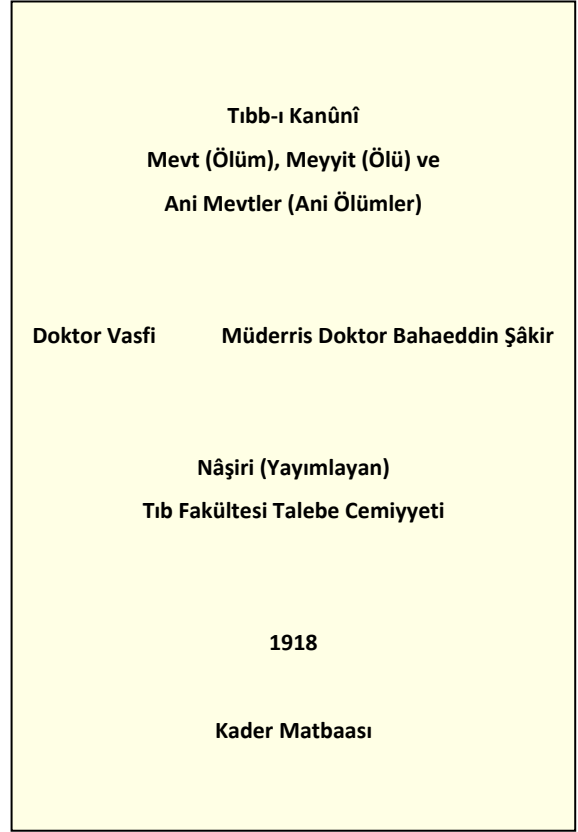 Tıbb-ı Kanûnî
Mevt (Ölüm), Meyyit (Ölü) ve
Ani Mevtler (Ani Ölümler)
Doktor Vasfi Müderris Doktor Bahaeddin Şâkir
Nâşiri (Yayımlayan)
Tıb Fakültesi Talebe Cemiyyeti
1918
Kader Matbaası